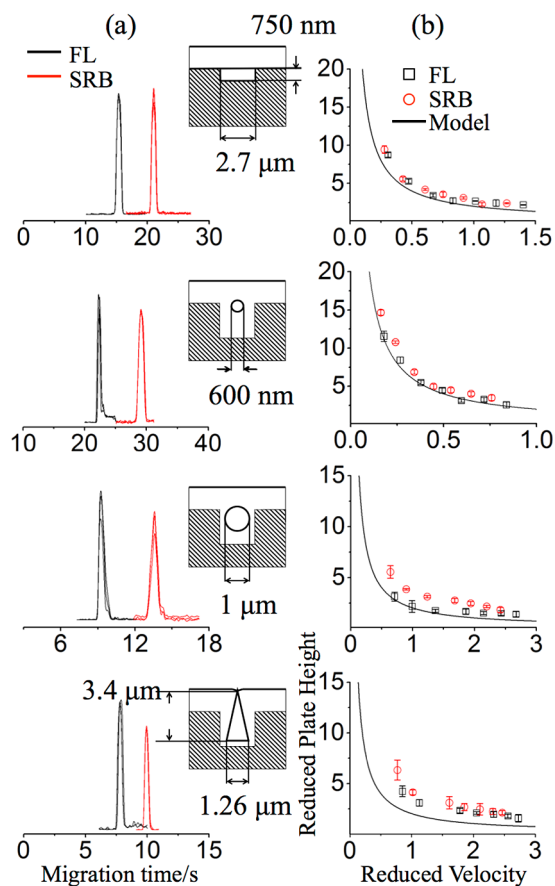 (a) 750 nm (b)
FL
SRB
2.7 μm
0 10 20 30
20
15
10
5
FL
SRB
Model
0.0 0.5 1.0 1.5
600 nm
10 20 30 40
20
15
10
5
0
0.0 0.5 1.0
1 μm
6 12 18
15
10
5
0 1 2 3
3.4 μm
1.26 μm
0 5 10 15
Migration time/s
Reduced Plate Height
15
10
5
0 1 2 3
Reduced Velocity